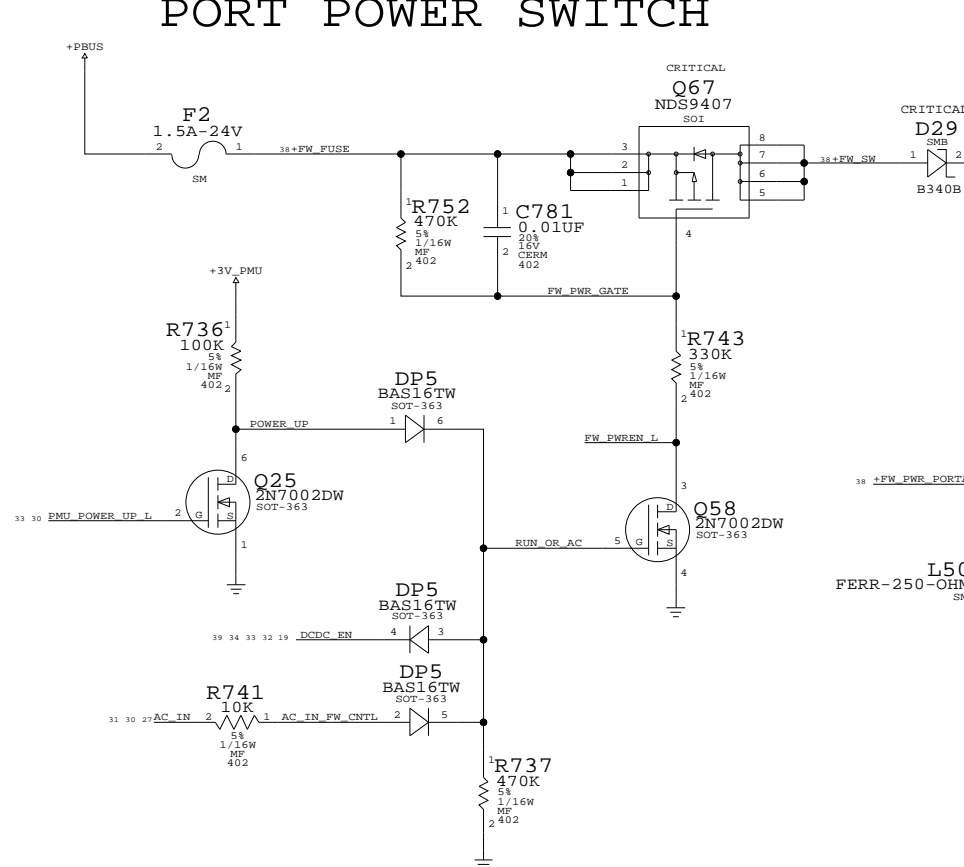 PORT POWER SWITCH
+PBUS
F2
1.5A-24V
2 1
SM
38 +FW_FUSE
CRITICAL
Q67
NDS9407
SOI
3
2
1
8
7
6
5
4
38 +FW_SW
CRITICAL
D29
SMB
1 2
B340B
1
R752
470K
5%
1/16W
MF
402
2
1
C781
0.01UF
20%
16V
CERM
402
2
FW_PWR_GATE
+3V_PMU
1
R736
100K
5%
1/16W
MF
402
2
1
R743
330K
5%
1/16W
MF
402
2
DP5
BAS16TW
SOT-363
1 6
POWER_UP
FW_PWREN_L
6
D
Q25
2N7002DW
SOT-363
33 30 PMU_POWER_UP_L 2 G S
1
3
D
Q58
2N7002DW
SOT-363
RUN_OR_AC 5 G S
4
38 +FW_PWR_PORTA
L50
FERR-250-OHM
SM
DP5
BAS16TW
SOT-363
39 34 33 32 19 DCDC_EN 4 3
DP5
BAS16TW
SOT-363
R741
10K
31 30 27 AC_IN 2 1 AC_IN_FW_CNTL 2 5
5%
1/16W
MF
402
1
R737
470K
5%
1/16W
MF
402
2